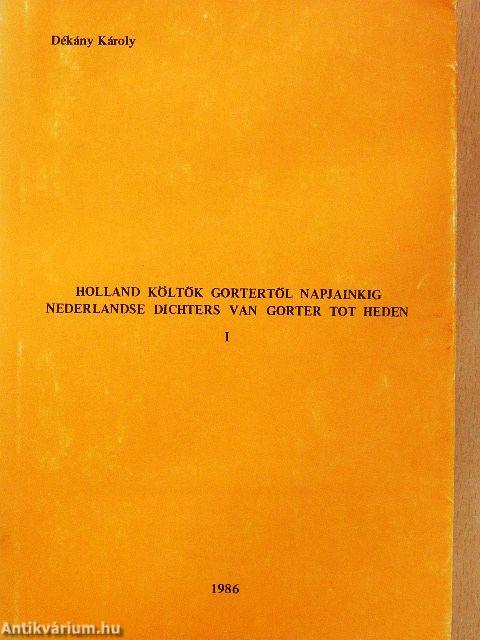 Dékány Károly
HOLLAND KÖLTŐK GORTERTŐL NAPJAINKIG
NEDERLANDSE DICHTERS VAN GORTER TOT HEDEN
I
1986
Antikvárium.hu